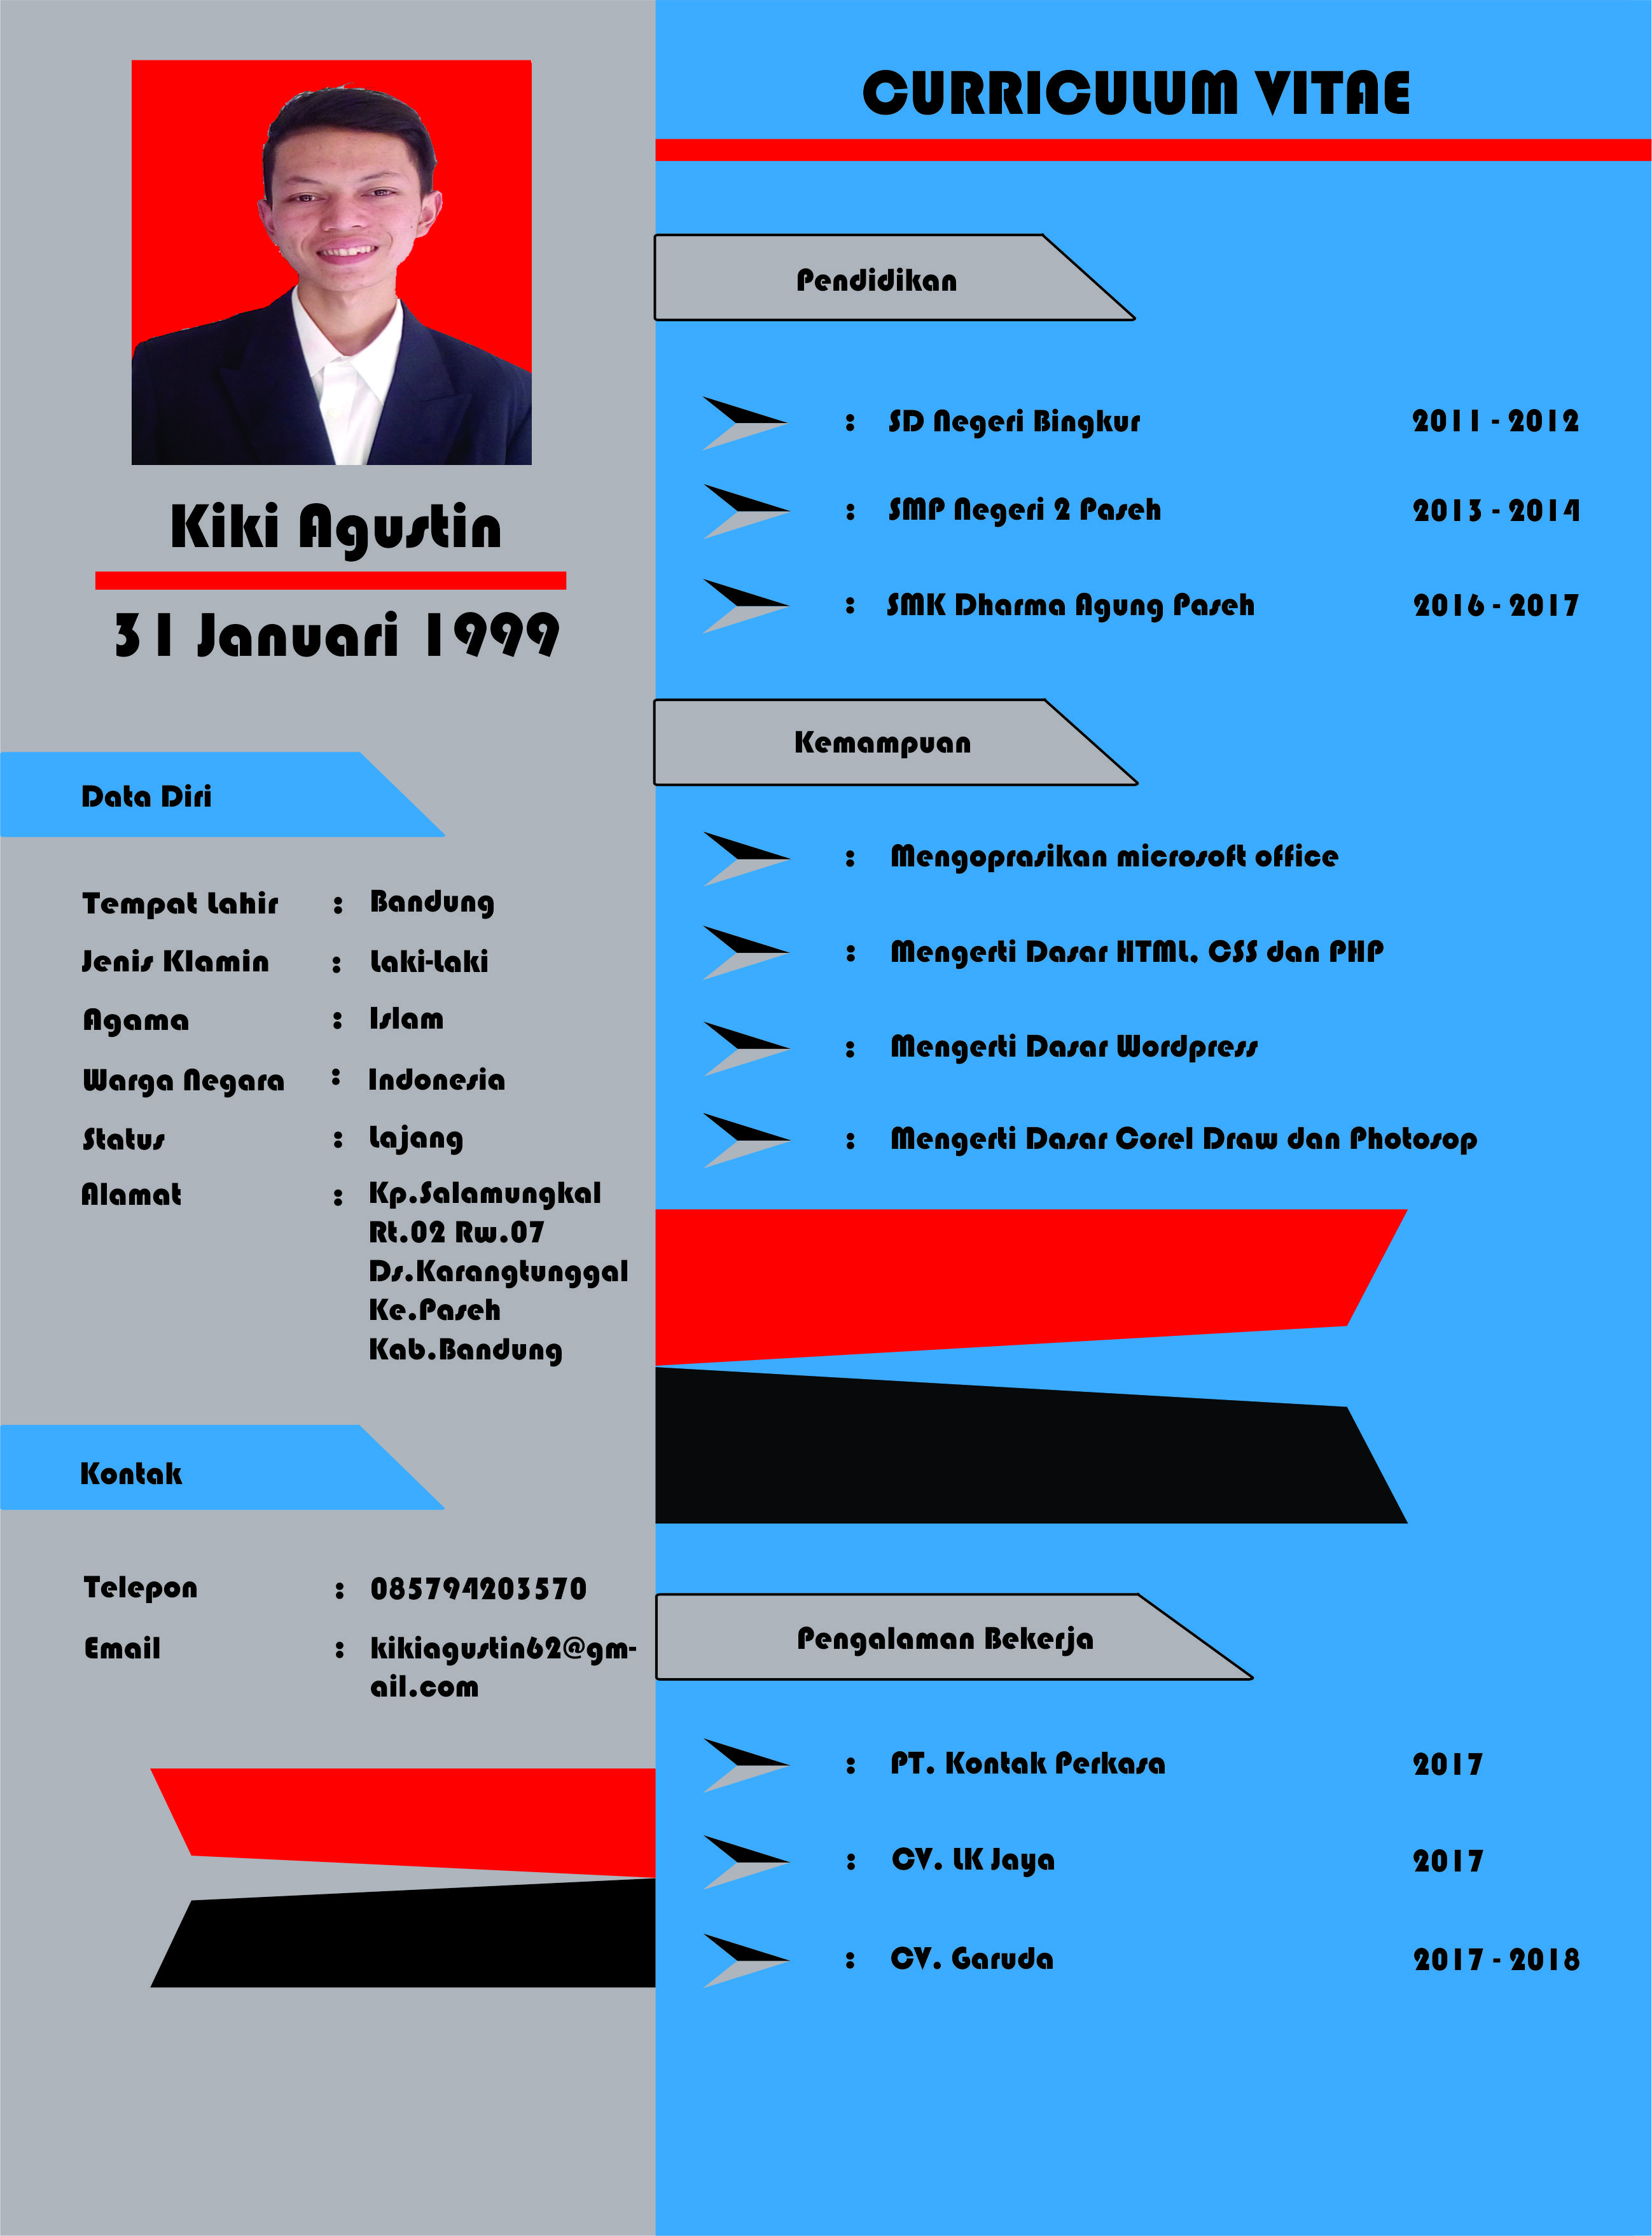 Kiki Agustin
31 Januari 1999
Data Diri
Tempat Lahir : Bandung
Jenis Klamin : Laki-Laki
Agama : Islam
Warga Negara : Indonesia
Status : Lajang
Alamat : Kp.Salamungkal
Rt.02 Rw.07
Ds.Karangtunggal
Ke.Paseh
Kab.Bandung
Kontak
Telepon : 085794203570
Email : kikiagustin62@gm-
ail.com
CURRICULUM VITAE
Pendidikan
: SD Negeri Bingkur 2011 - 2012
: SMP Negeri 2 Paseh 2013 - 2014
: SMK Dharma Agung Paseh 2016 - 2017
Kemampuan
: Mengoprasikan microsoft office
: Mengerti Dasar HTML, CSS dan PHP
: Mengerti Dasar Wordpress
: Mengerti Dasar Corel Draw dan Photosop
Pengalaman Bekerja
: PT. Kontak Perkasa 2017
: CV. LK Jaya 2017
: CV. Garuda 2017 - 2018